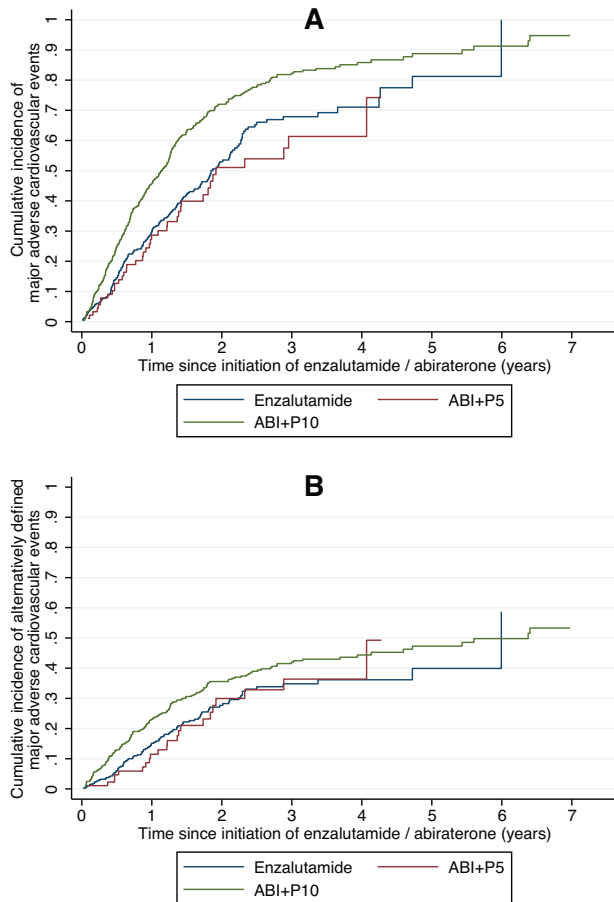 A
Cumulative incidence of
major adverse cardiovascular events
1
.9
.8
.7
.6
.5
.4
.3
.2
.1
0
0 1 2 3 4 5 6 7
Time since initiation of enzalutamide / abiraterone (years)
Enzalutamide ABI+P5
ABI+P10
B
Cumulative incidence of alternatively defined
major adverse cardiovascular events
1
.9
.8
.7
.6
.5
.4
.3
.2
.1
0
0 1 2 3 4 5 6 7
Time since initiation of enzalutamide / abiraterone (years)
Enzalutamide ABI+P5
ABI+P10